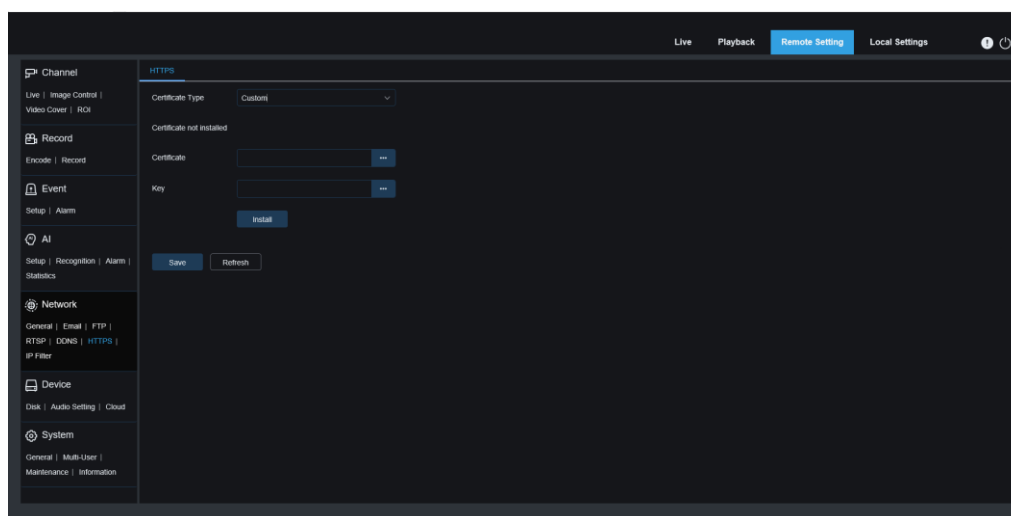 Live Playback Remote Setting Local Settings
Channel
Live | Image Control |
Video Cover | ROI
Record
Encode | Record
Event
Setup | Alarm
AI
Setup | Recognition | Alarm |
Statistics
Network
General | Email | FTP |
RTSP | DDNS | HTTPS |
IP Filter
Device
Disk | Audio Setting | Cloud
System
General | Multi-User |
Maintenance | Information
HTTPS
Certificate Type Custom
Certificate not installed
Certificate ...
Key ...
Install
Save Refresh